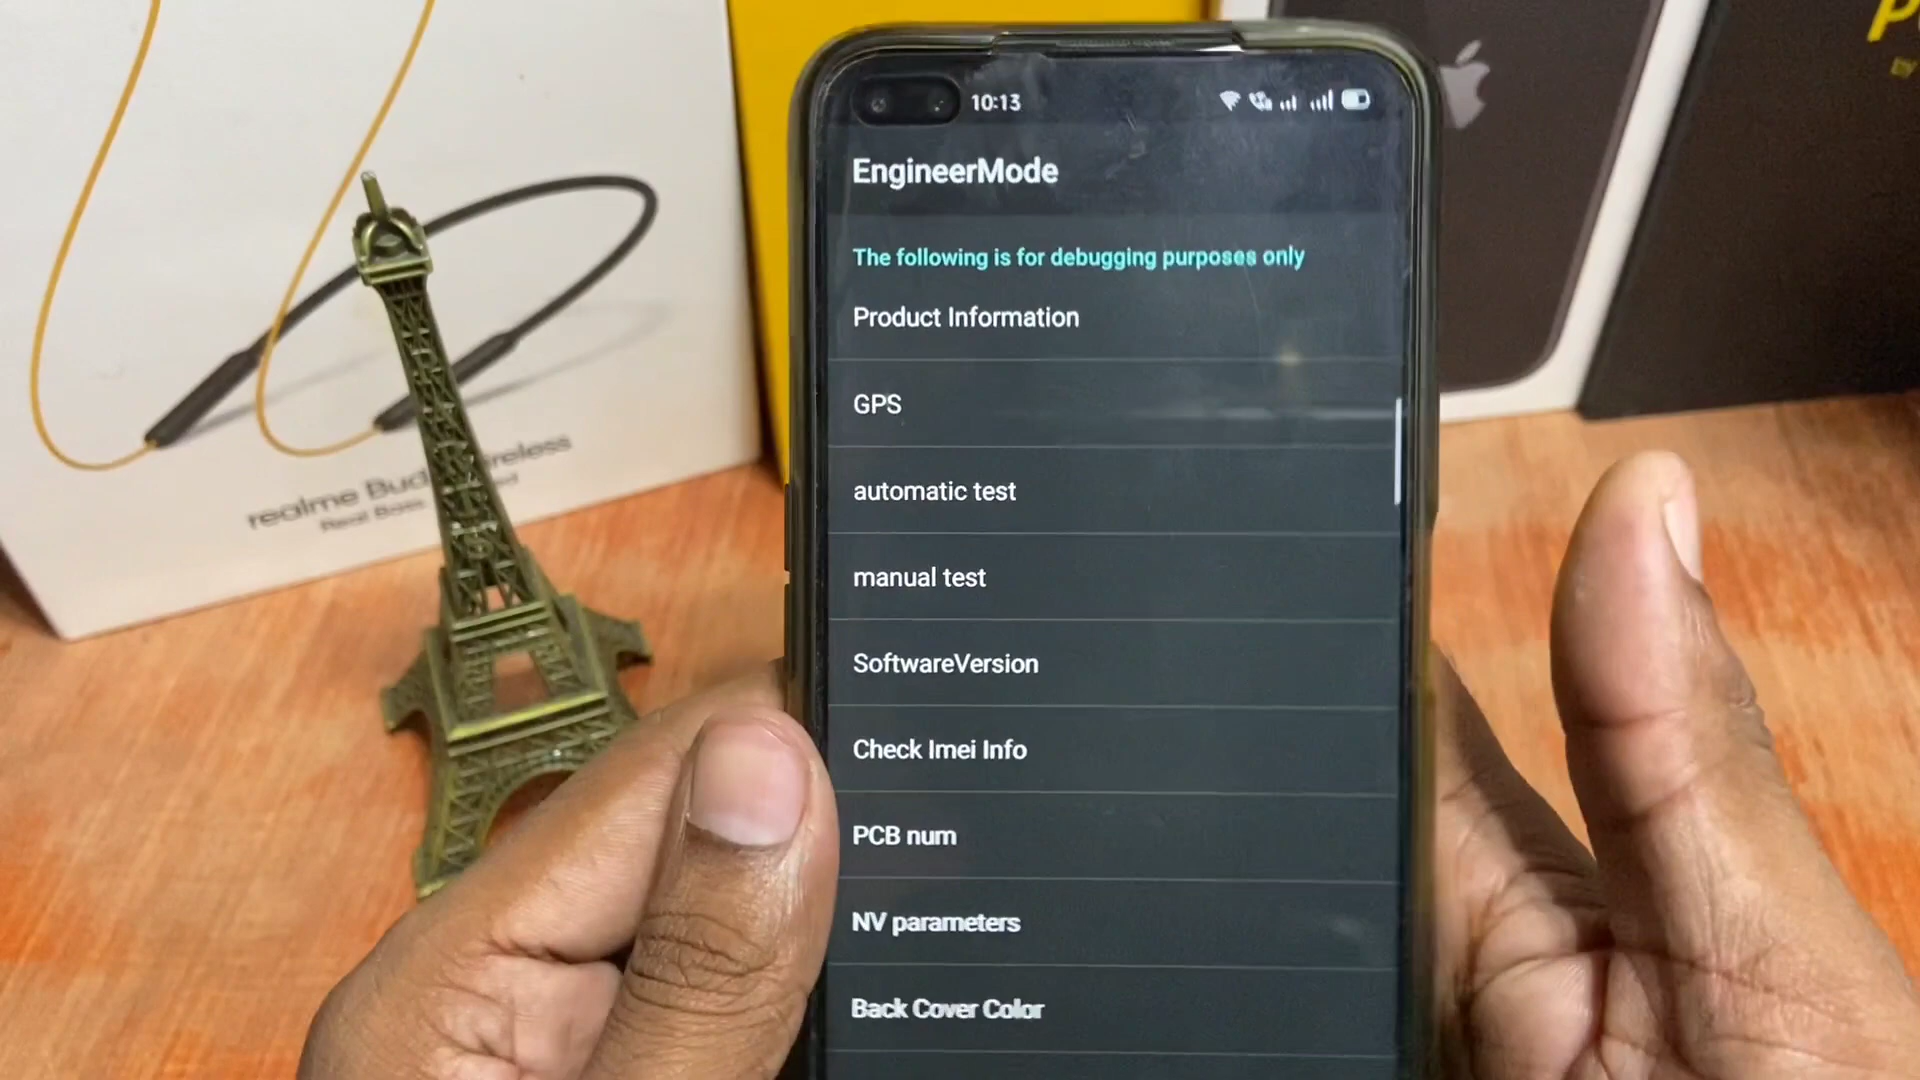 10:13
EngineerMode
The following is for debugging purposes only
Product Information
GPS
automatic test
manual test
SoftwareVersion
Check Imei Info
PCB num
NV parameters
Back Cover Color
realme
by